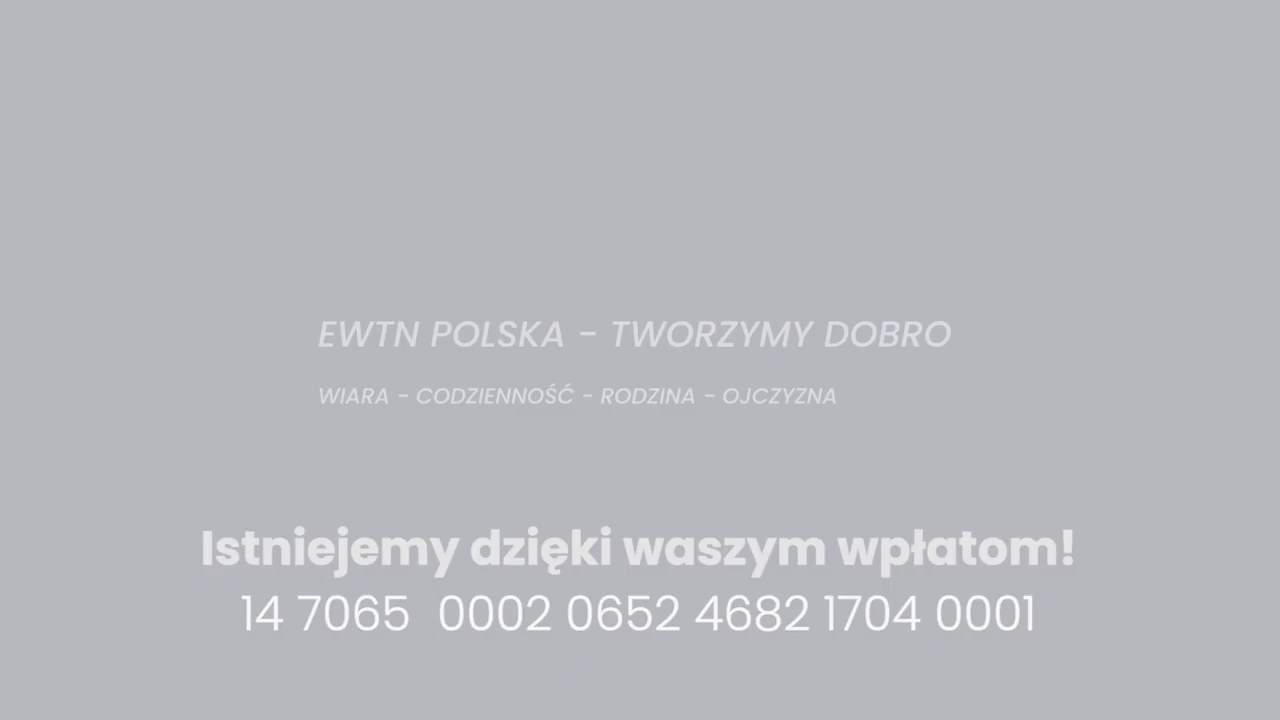 EWTN POLSKA - TWORZYMY DOBRO
WIARA - CODZIENNOŚĆ - RODZINA - OJCZYZNA
Istniejemy dzięki waszym wpłatom!
14 7065 0002 0652 4682 1704 0001